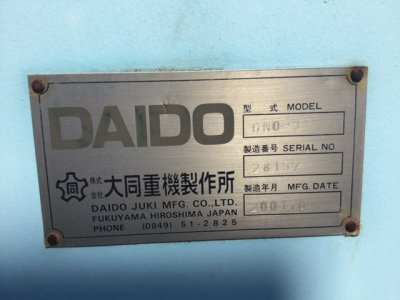 DAIDO
型式 MODEL
GNO-3
製造番号 SERIAL NO
28157
製造年月 MFG. DATE
株式会社 大同重機製作所
DAIDO JUKI MFG. CO., LTD.
FUKUYAMA HIROSHIMA JAPAN
PHONE (0849) 51-2825